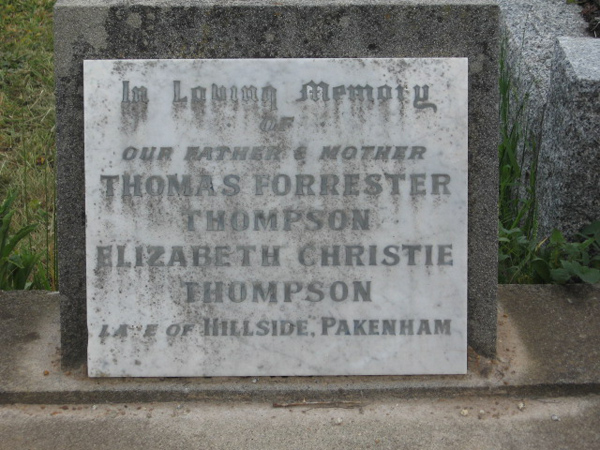 In Loving Memory
OF
OUR FATHER & MOTHER
THOMAS FORRESTER
THOMPSON
ELIZABETH CHRISTIE
THOMPSON
LATE OF HILLSIDE, PAKENHAM